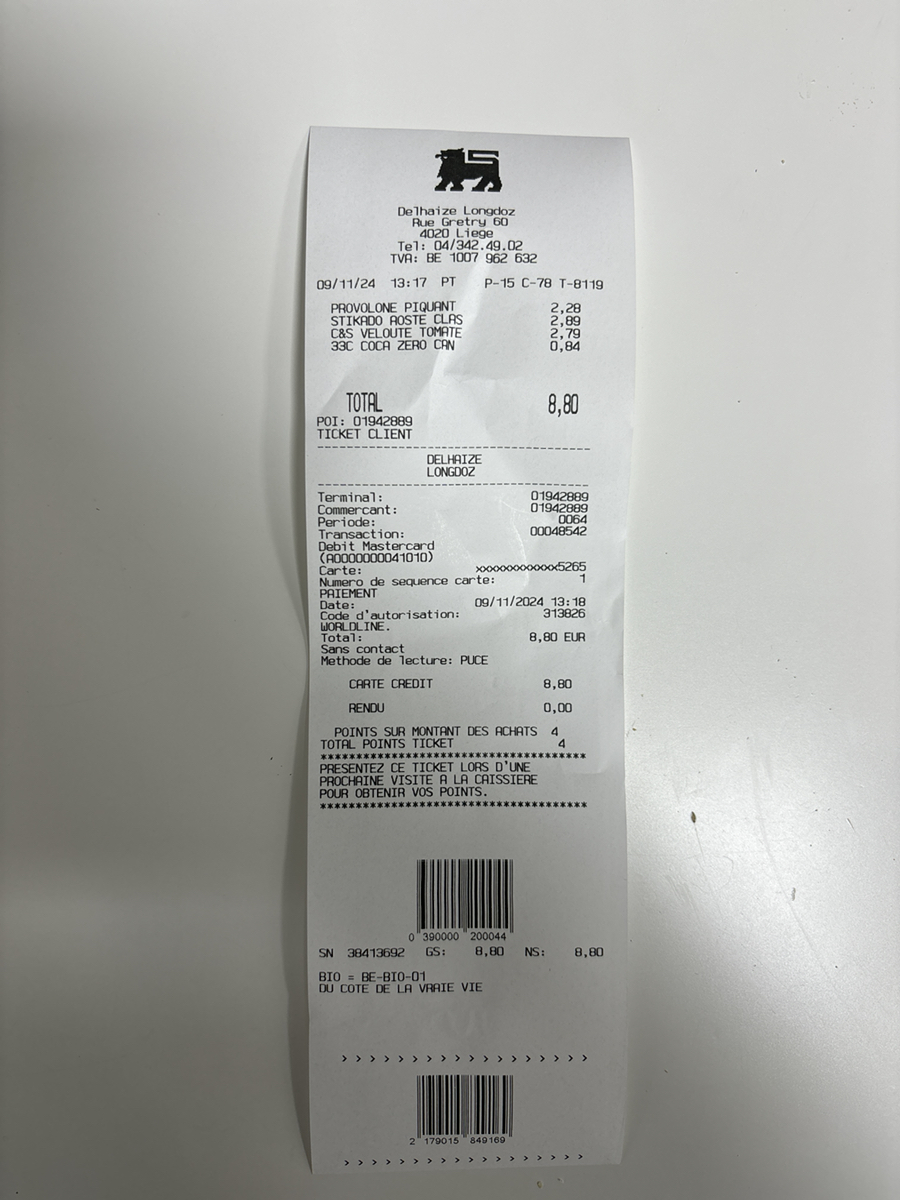 Delhaize Longdoz
Rue Gretry 60
4020 Liege
Tel: 04/342.49.02
TVA: BE 1007 962 632
09/11/24 13:17 PT P-15 C-78 T-8119
PROVOLONE PIQUANT 2,28
STIKADO AOSTE CLAS 2,89
C&S VELOUTE TOMATE 2,79
33C COCA ZERO CAN 0,84
TOTAL 8,80
POI: 01942889
TICKET CLIENT
DELHAIZE
LONGDOZ
Terminal: 01942889
Commercant: 01942889
Periode: 0064
Transaction: 00048542
Debit Mastercard
(A0000000041010)
Carte: xxxxxxxxxxxx5265
Numero de sequence carte: 1
PAIEMENT
Date: 09/11/2024 13:18
Code d'autorisation: 313826
WORLDLINE.
Total: 8,80 EUR
Sans contact
Methode de lecture: PUCE
CARTE CREDIT 8,80
RENDU 0,00
POINTS SUR MONTANT DES ACHATS 4
TOTAL POINTS TICKET 4
**************************************
PRESENTEZ CE TICKET LORS D'UNE
PROCHAINE VISITE A LA CAISSIERE
POUR OBTENIR VOS POINTS.
**************************************
0 390000 200044
SN 38413692 GS: 8,80 NS: 8,80
BIO = BE-BIO-01
DU COTE DE LA VRAIE VIE
> > > > > > > > > > > > > > > > > > > > >
2 179015 849169
> > > > > > > > > > > > > > > > > > > > >